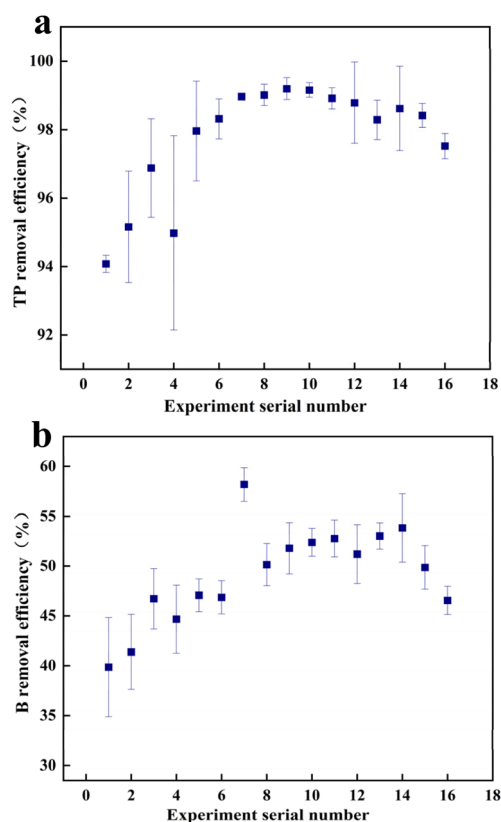 a
100
98
96
94
92
TP removal efficiency（%）
0 2 4 6 8 10 12 14 16 18
Experiment serial number
b
60
55
50
45
40
35
30
B removal efficiency（%）
0 2 4 6 8 10 12 14 16 18
Experiment serial number